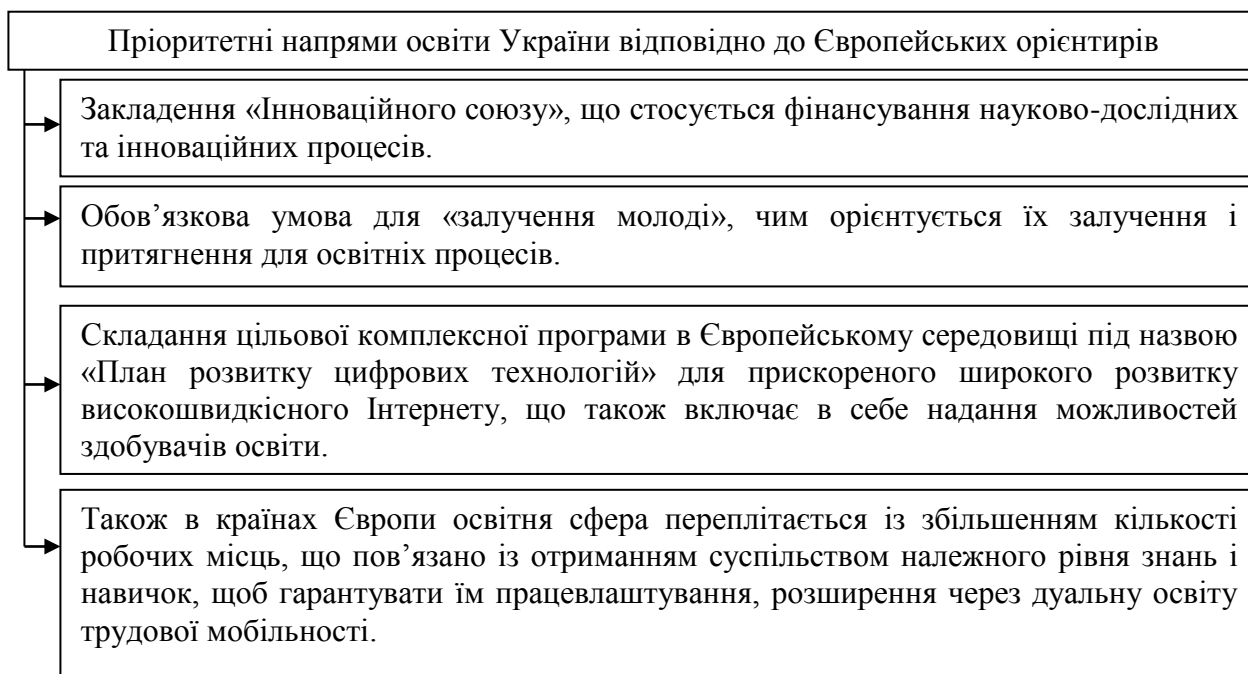 Пріоритетні напрями освіти України відповідно до Європейських орієнтирів
Закладення «Інноваційного союзу», що стосується фінансування науково-дослідних
та інноваційних процесів.
Обов’язкова умова для «залучення молоді», чим орієнтується їх залучення і
притягнення для освітніх процесів.
Складання цільової комплексної програми в Європейському середовищі під назвою
«План розвитку цифрових технологій» для прискореного широкого розвитку
високошвидкісного Інтернету, що також включає в себе надання можливостей
здобувачів освіти.
Також в країнах Європи освітня сфера переплітається із збільшенням кількості
робочих місць, що пов’язано із отриманням суспільством належного рівня знань і
навичок, щоб гарантувати їм працевлаштування, розширення через дуальну освіту
трудової мобільності.